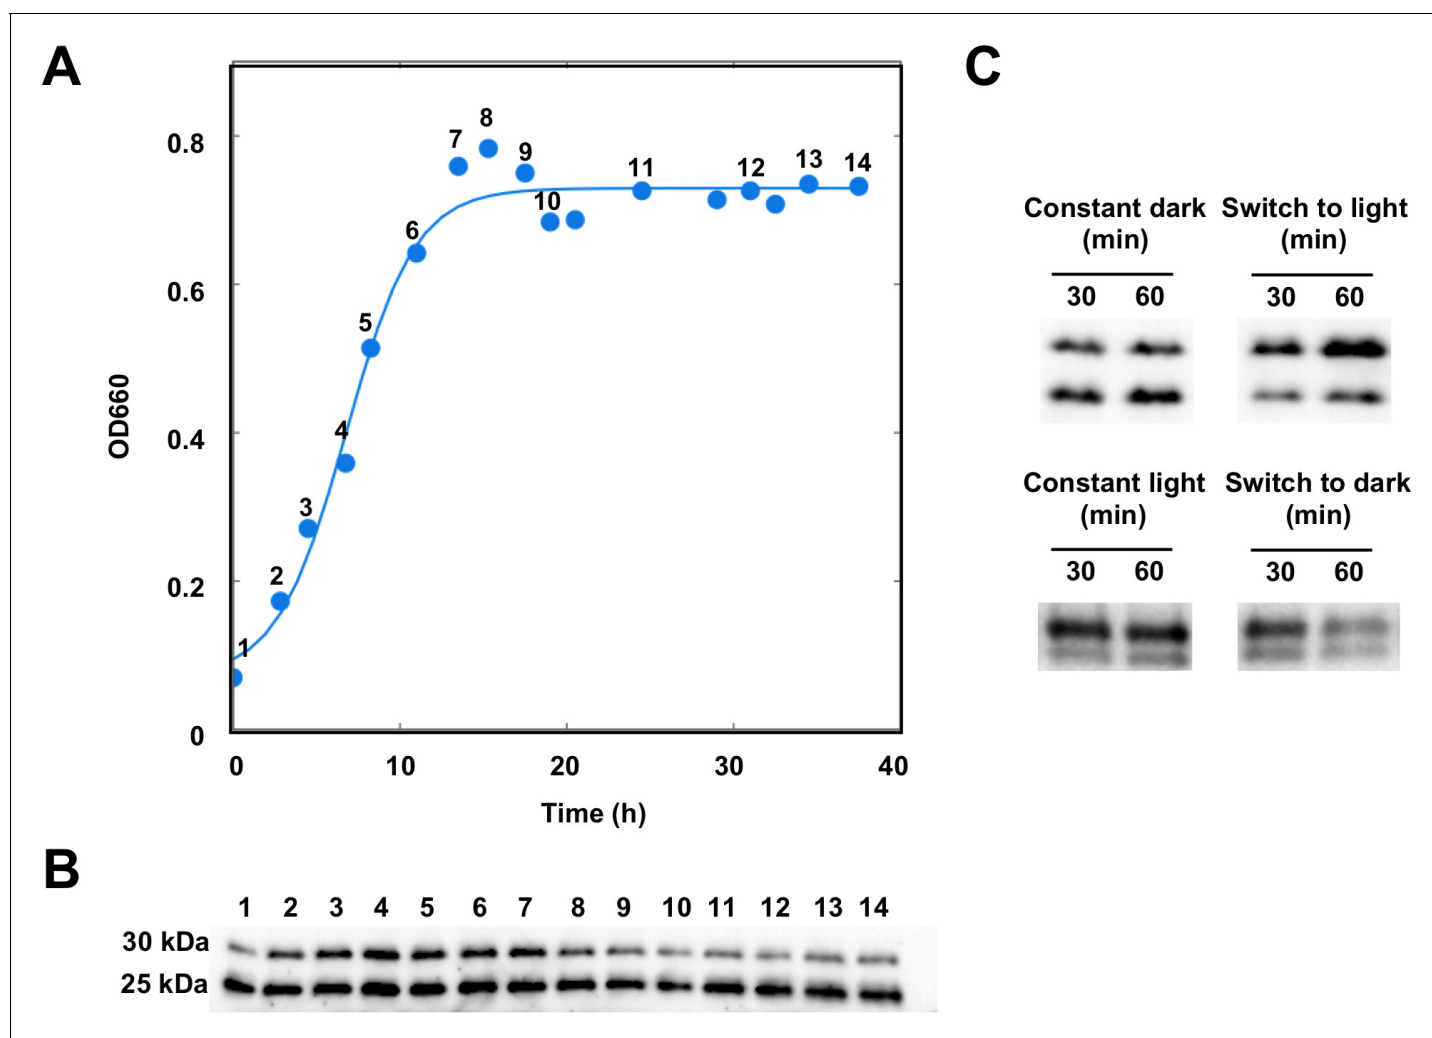 A
C
0.8
0.6
0.4
0.2
0
OD660
1
2
3
4
5
6
7
8
9
10
11
12
13
14
0 10 20 30 40
Time (h)
Constant dark Switch to light
(min) (min)
30 60 30 60
Constant light Switch to dark
(min) (min)
30 60 30 60
B
1 2 3 4 5 6 7 8 9 10 11 12 13 14
30 kDa
25 kDa